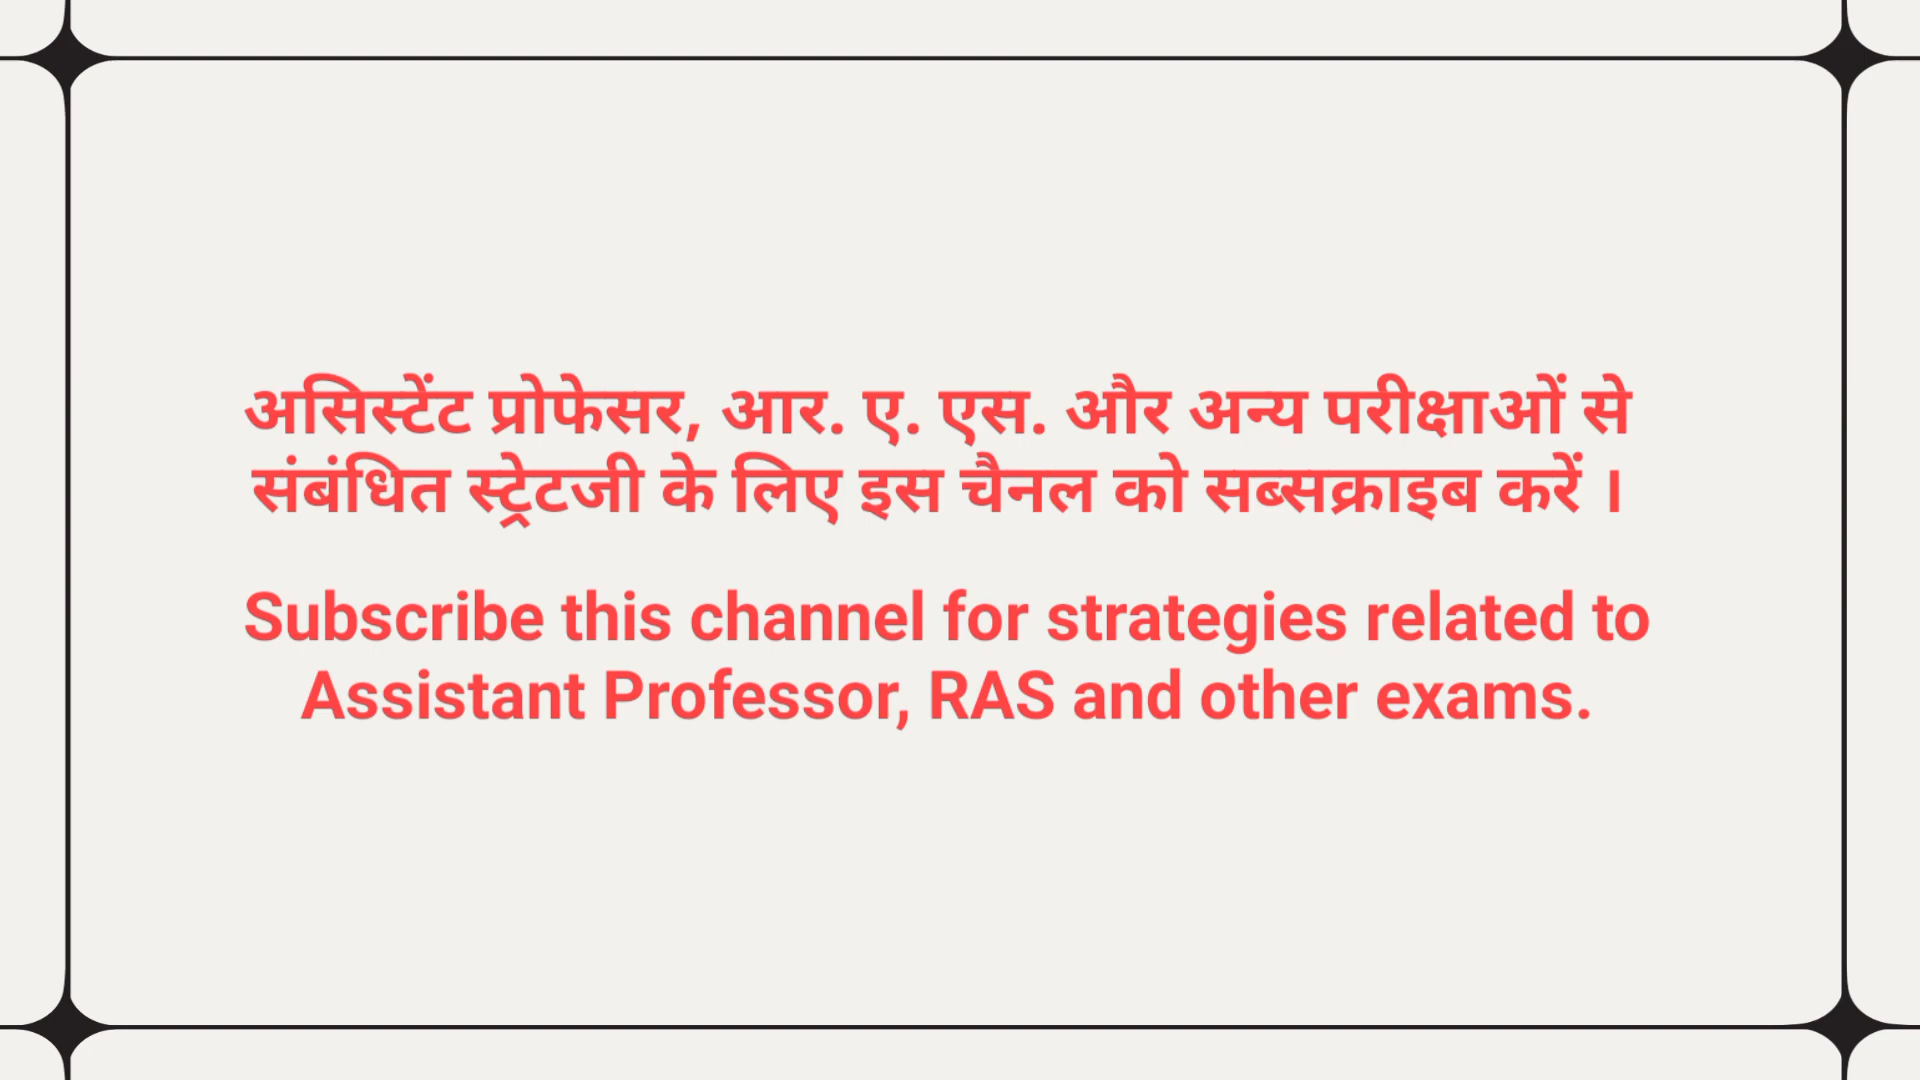 असिस्टेंट प्रोफेसर, आर. ए. एस. और अन्य परीक्षाओं से
संबंधित स्ट्रेटजी के लिए इस चैनल को सब्सक्राइब करें ।
Subscribe this channel for strategies related to
Assistant Professor, RAS and other exams.